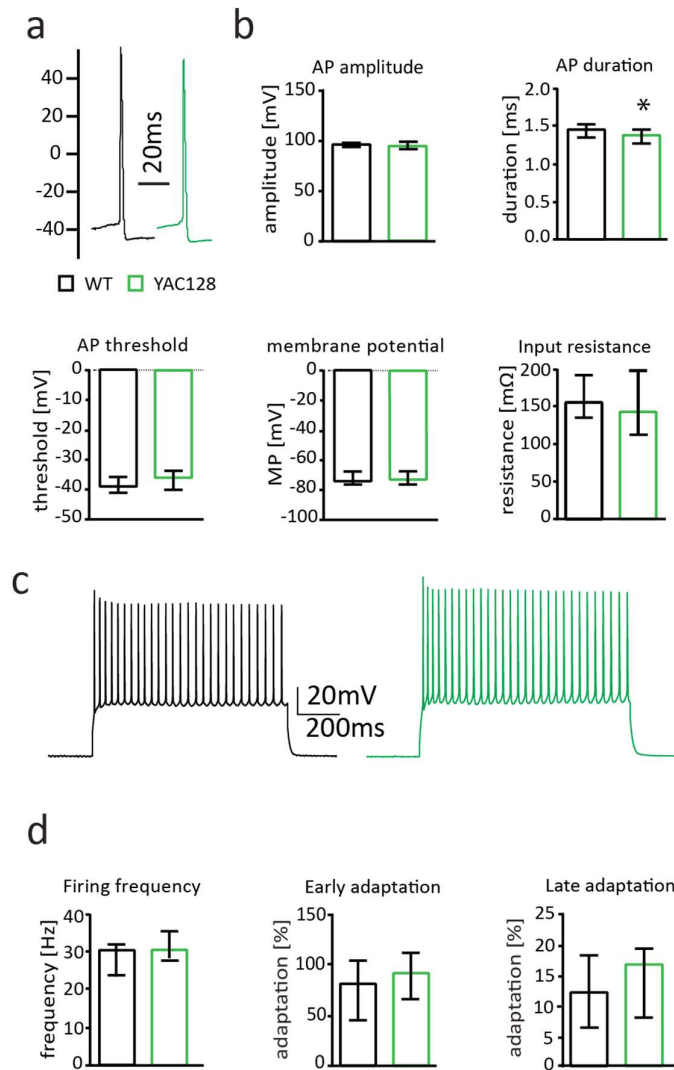 a
b
AP amplitude
AP duration
40
20
0
-20
-40
20ms
amplitude [mV]
150
100
50
0
duration [ms]
2.0
1.5
1.0
0.5
0.0
*
WT
YAC128
AP threshold
membrane potential
Input resistance
threshold [mV]
0
-10
-20
-30
-40
-50
MP [mV]
0
-20
-40
-60
-80
-100
resistance [mΩ]
200
150
100
50
0
c
20mV
200ms
d
Firing frequency
Early adaptation
Late adaptation
frequency [Hz]
40
30
20
10
0
adaptation [%]
150
100
50
0
adaptation [%]
25
20
15
10
5
0